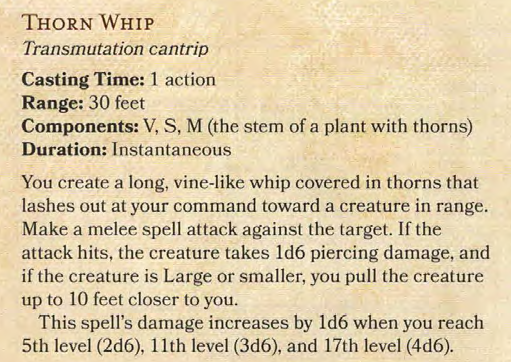 THORN WHIP
Transmutation cantrip
Casting Time: 1 action
Range: 30 feet
Components: V, S, M (the stem of a plant with thorns)
Duration: Instantaneous
You create a long, vine-like whip covered in thorns that
lashes out at your command toward a creature in range.
Make a melee spell attack against the target. If the
attack hits, the creature takes 1d6 piercing damage, and
if the creature is Large or smaller, you pull the creature
up to 10 feet closer to you.
This spell's damage increases by 1d6 when you reach
5th level (2d6), 11th level (3d6), and 17th level (4d6).